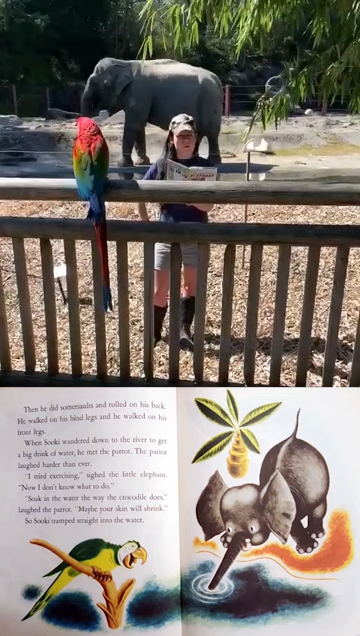 Then he did somersaults and rolled on his back.
He walked on his hind legs and he walked on his
front legs.
When Sooki wandered down to the river to get
a big drink of water, he met the parrot. The parrot
laughed harder than ever.
"I tried exercising," sighed the little elephant.
"Now I don't know what to do."
"Soak in the water the way the crocodile does,"
laughed the parrot. "Maybe your skin will shrink."
So Sooki tramped straight into the water.